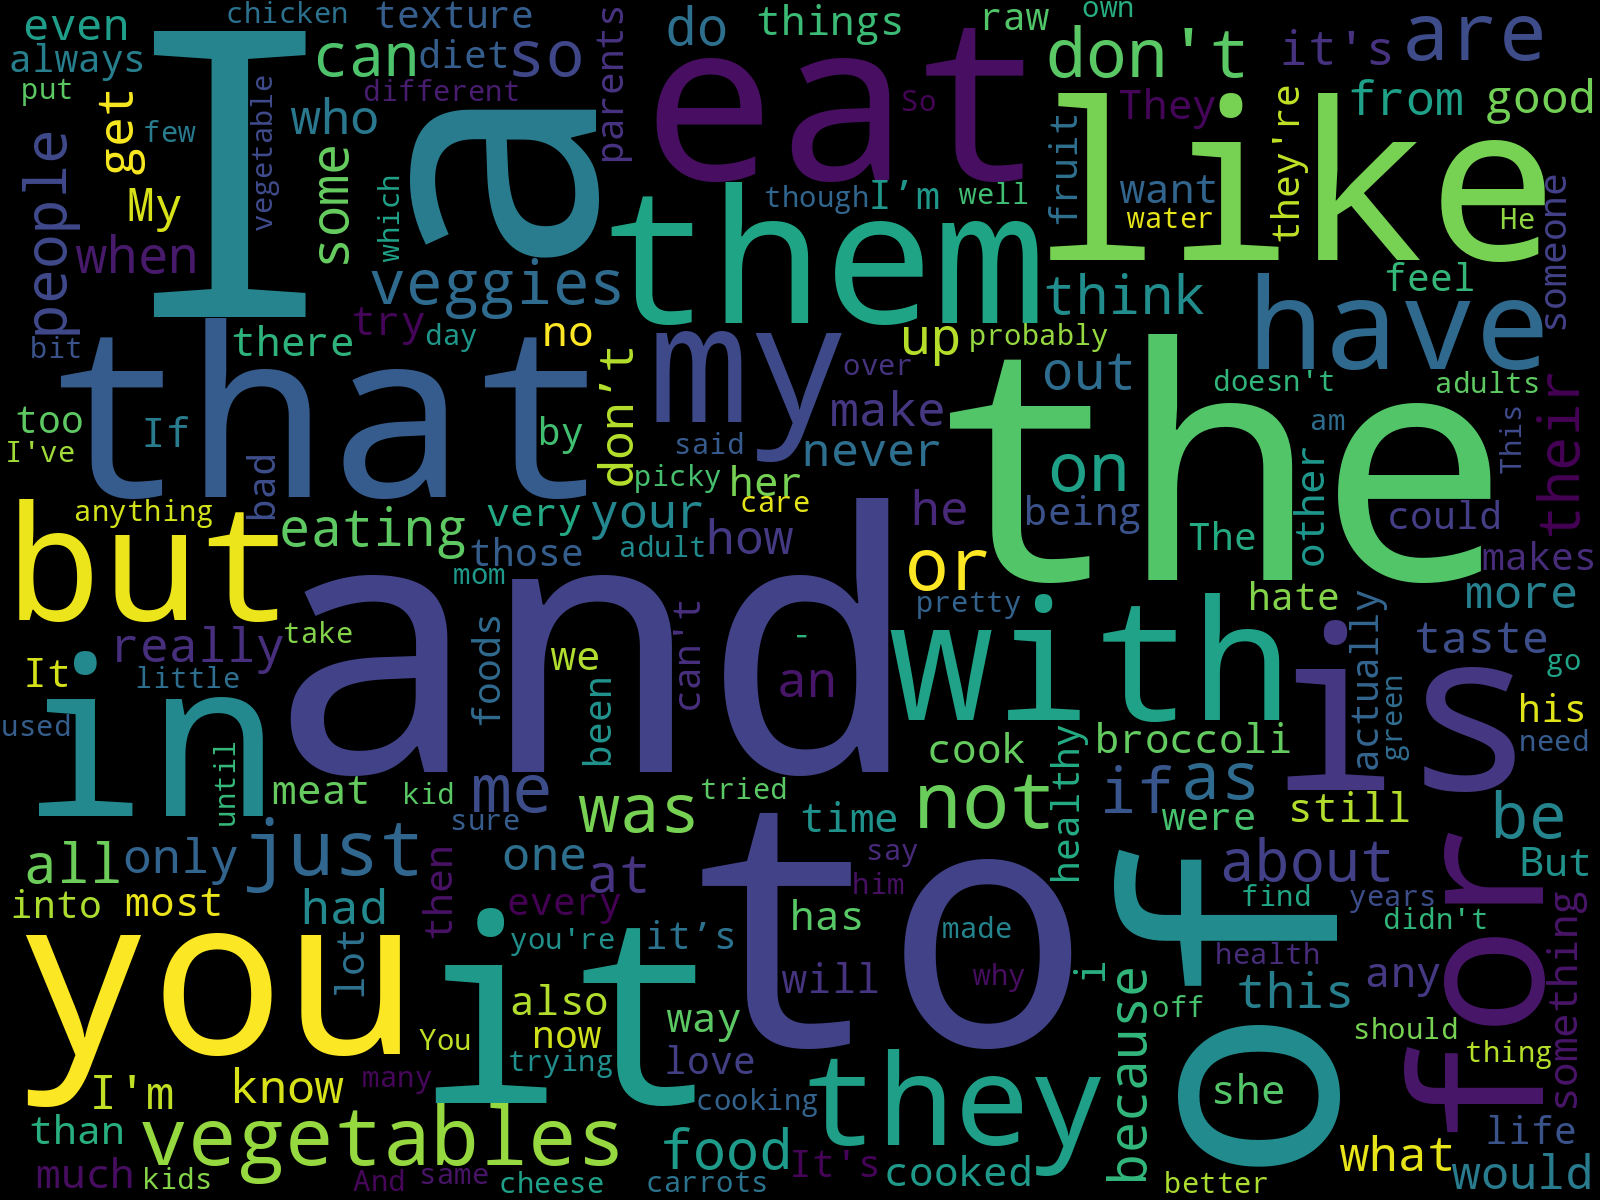 even
chicken
texture
do
things
raw
own
don't
it's
are
always
can
diet
so
parents
eat
put
get
few
vegetable
I
who
different
a
So
They
like
from
good
people
My
some
which
them
though
I'm
well
fruit
want
water
they're
He
someone
when
veggies
think
feel
have
bit
that
there
try
day
no
my
up
probably
over
out
the
doesn't
adults
too
I've
If
by
don't
make
never
said
picky
her
care
on
am
This
their
other
bad
but
anything
eating
very
your
those
adult
how
he
being
The
could
makes
mom
and
or
pretty
hate
more
really
take
It
in
little
foods
we
been
can't
-
an
with
is
actually
green
taste
go
his
need
used
until
meat
kid
me
was
tried
sure
cook
broccoli
healthy
time
not
if
as
were
still
be
all
only
just
then
one
at
to
say
him
about
But
into
most
had
every
has
of
find
years
didn't
for
something
you
lot
it
you're
it's
made
health
any
will
why
i
this
because
off
also
now
You
trying
way
love
should
thing
I'm
know
many
cooking
they
she
than
vegetables
food
life
what
much
kids
And
same
cheese
carrots
It's
cooked
better
would